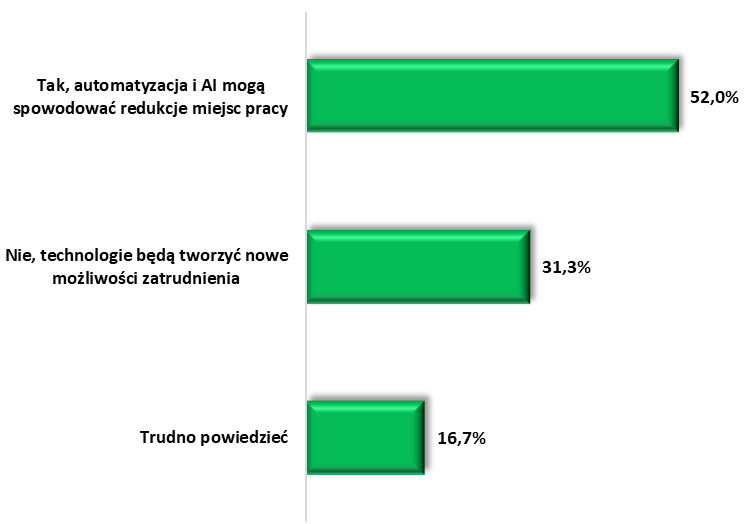 Tak, automatyzacja i AI mogą
spowodować redukcje miejsc pracy
52,0%
Nie, technologie będą tworzyć nowe
możliwości zatrudnienia
31,3%
Trudno powiedzieć
16,7%